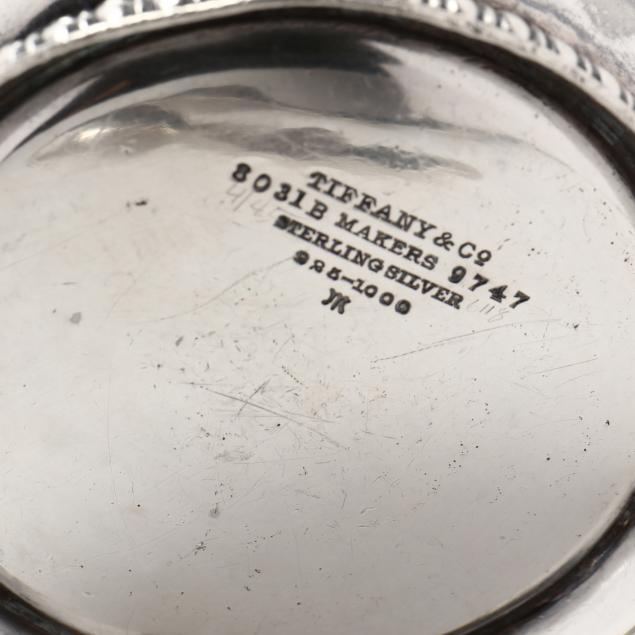 TIFFANY & Co
8031B MAKERS 9747
STERLING SILVER
925-1000
M